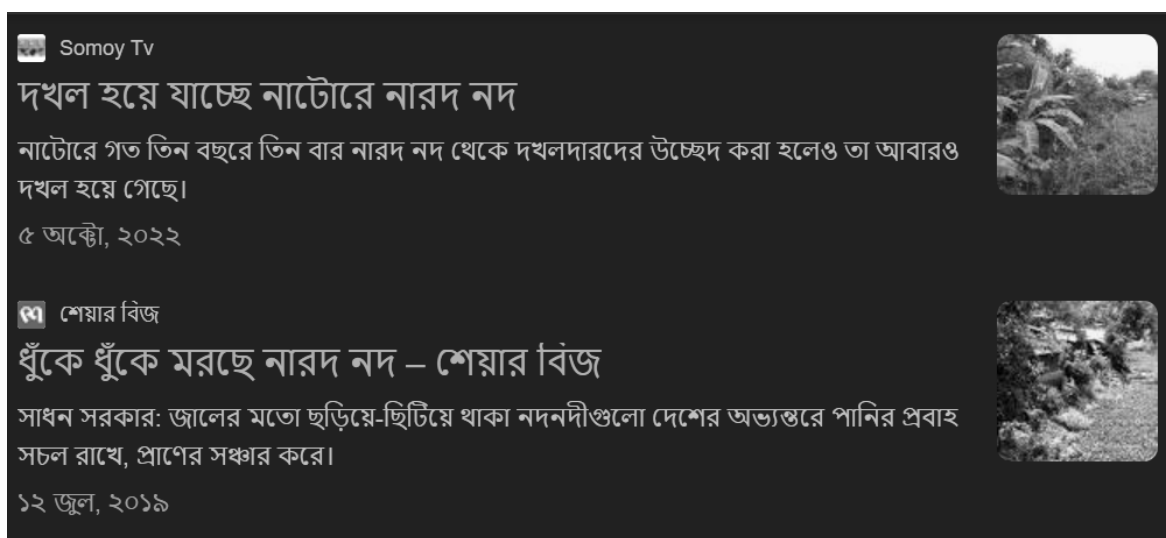 Somoy Tv
দখল হয়ে যাচ্ছে নাটোরে নারদ নদ
নাটোরে গত তিন বছরে তিন বার নারদ নদ থেকে দখলদারদের উচ্ছেদ করা হলেও তা আবারও
দখল হয়ে গেছে।
৫ অক্টো, ২০২২
শেয়ার বিজ
ধুঁকে ধুঁকে মরছে নারদ নদ – শেয়ার বিজ
সাধন সরকার: জালের মতো ছড়িয়ে-ছিটিয়ে থাকা নদনদীগুলো দেশের অভ্যন্তরে পানির প্রবাহ
সচল রাখে, প্রাণের সঞ্চার করে।
১২ জুল, ২০১৯